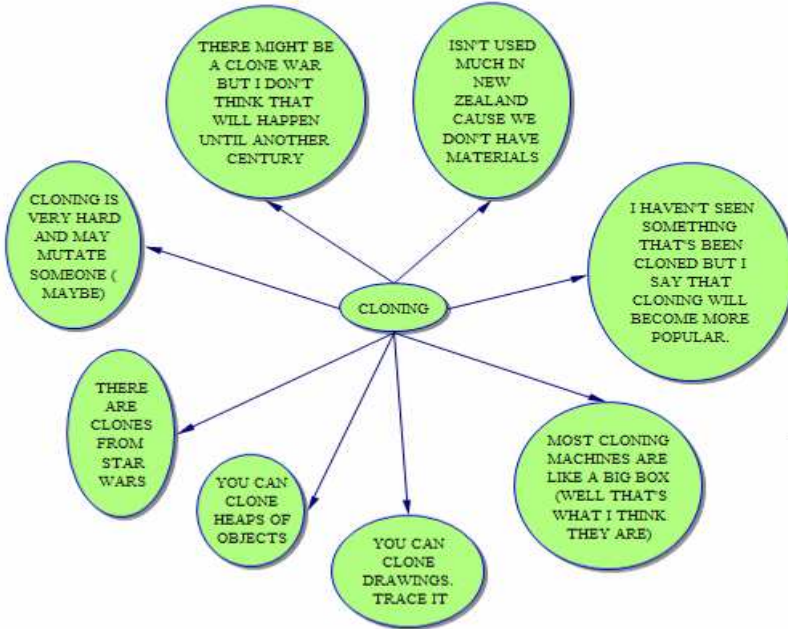 THERE MIGHT BE
A CLONE WAR
BUT I DON'T
THINK THAT
WILL HAPPEN
UNTIL ANOTHER
CENTURY
ISN'T USED
MUCH IN
NEW
ZEALAND
CAUSE WE
DON'T HAVE
MATERIALS
CLONING IS
VERY HARD
AND MAY
MUTATE
SOMEONE (
MAYBE)
I HAVEN'T SEEN
SOMETHING
THAT'S BEEN
CLONED BUT I
SAY THAT
CLONING WILL
BECOME MORE
POPULAR.
CLONING
THERE
ARE
CLONES
FROM
STAR
WARS
YOU CAN
CLONE
HEAPS OF
OBJECTS
YOU CAN
CLONE
DRAWINGS.
TRACE IT
MOST CLONING
MACHINES ARE
LIKE A BIG BOX
(WELL THAT'S
WHAT I THINK
THEY ARE)